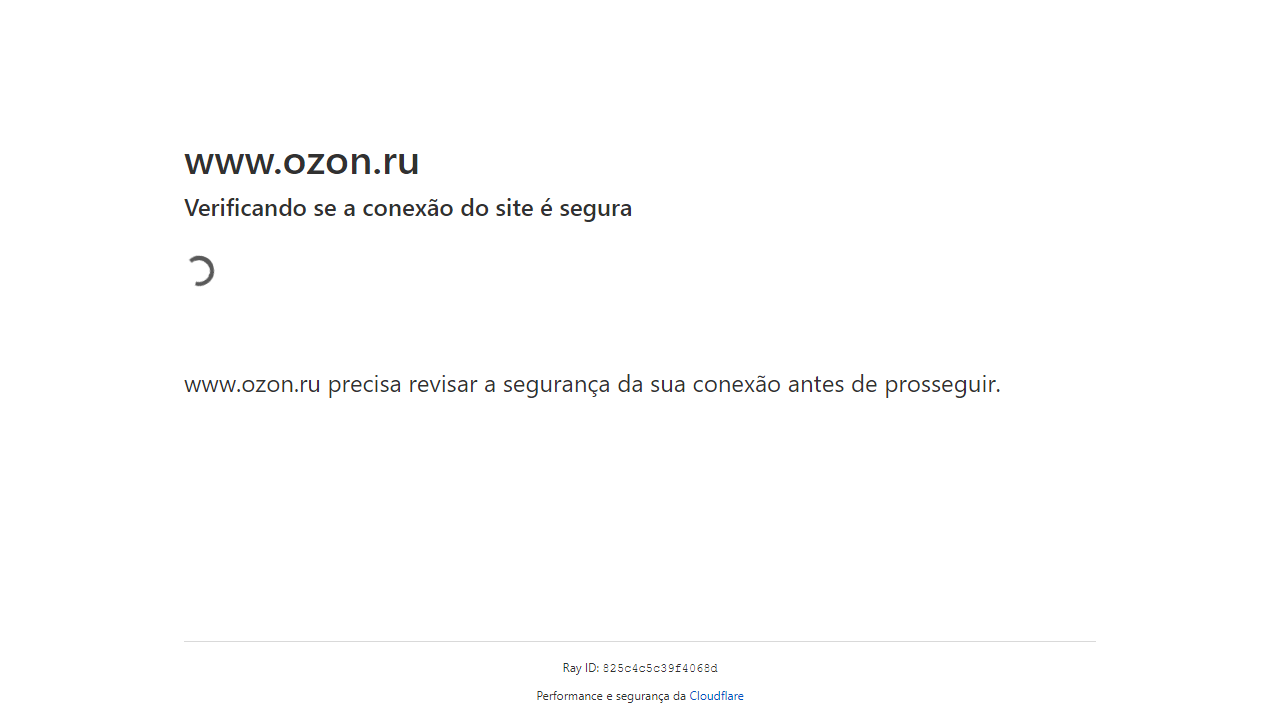 www.ozon.ru
Verificando se a conexão do site é segura
www.ozon.ru precisa revisar a segurança da sua conexão antes de prosseguir.
Ray ID: 825c4c5c39f4068d
Performance e segurança da Cloudflare